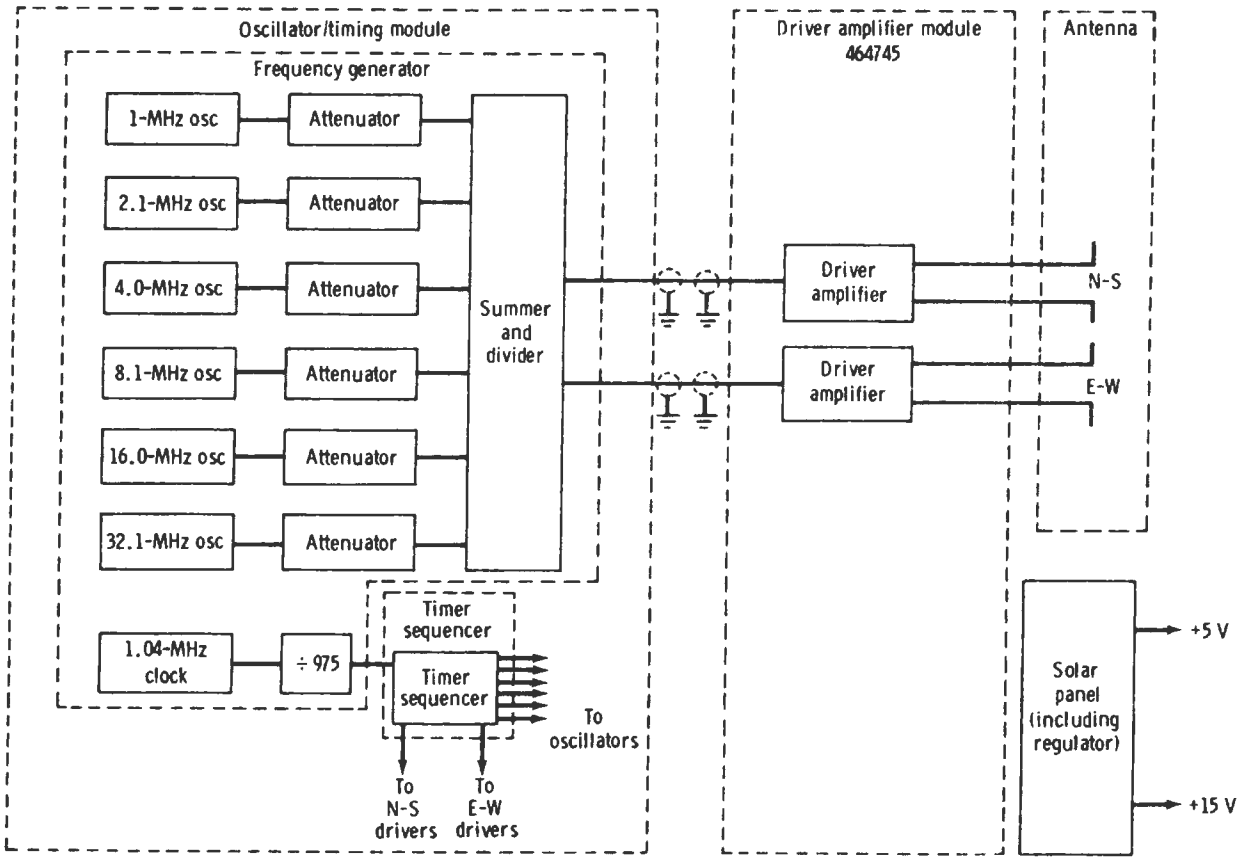 Oscillator/timing module
Frequency generator
1-MHz osc
Attenuator
2.1-MHz osc
Attenuator
4.0-MHz osc
Attenuator
8.1-MHz osc
Attenuator
16.0-MHz osc
Attenuator
32.1-MHz osc
Attenuator
Summer
and
divider
1.04-MHz
clock
÷ 975
Timer
sequencer
Timer
sequencer
To
oscillators
To
N-S
drivers
To
E-W
drivers
Driver amplifier module
464745
Driver
amplifier
Driver
amplifier
Antenna
N-S
E-W
Solar
panel
(including
regulator)
+5 V
+15 V